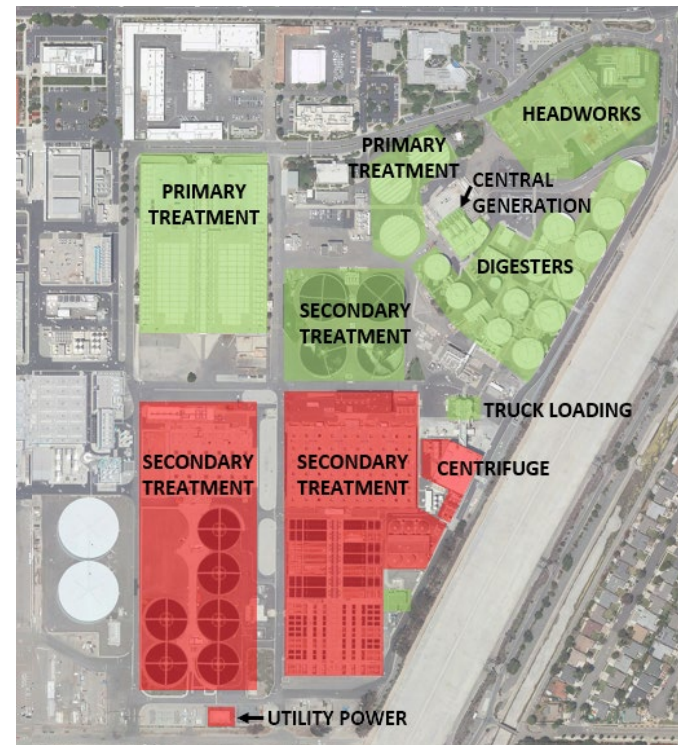 HEADWORKS
PRIMARY
TREATMENT
CENTRAL
GENERATION
PRIMARY
TREATMENT
DIGESTERS
SECONDARY
TREATMENT
TRUCK LOADING
SECONDARY
TREATMENT
SECONDARY
TREATMENT
CENTRIFUGE
UTILITY POWER